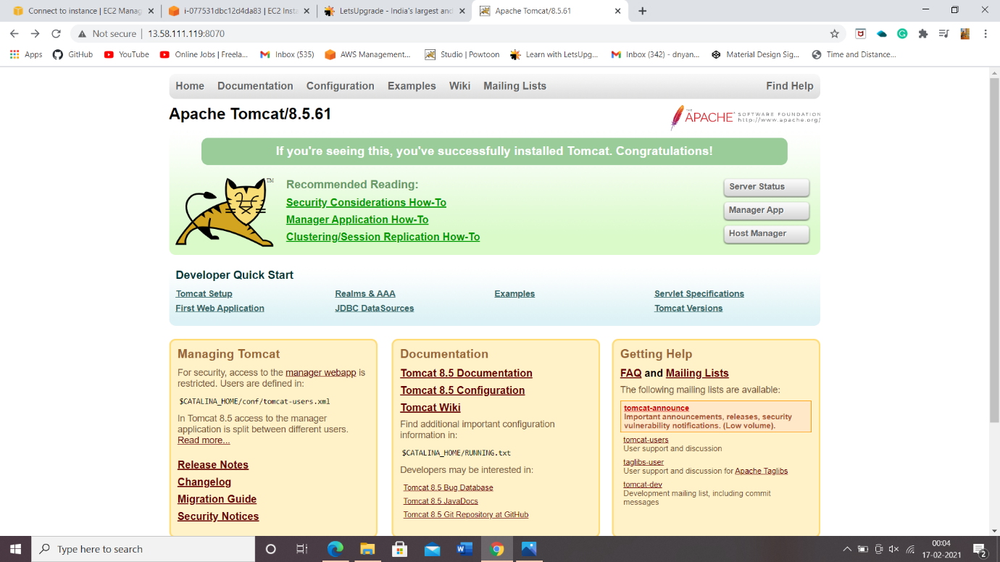 Connect to instance | EC2 Manag
i-077531dbc12d4da83 | EC2 Insta
LetsUpgrade - India's largest and
Apache Tomcat/8.5.61
Not secure
13.58.111.119:8070
Apps
GitHub
YouTube
Online Jobs | Freela...
Inbox (535)
AWS Management...
Studio | Powtoon
Learn with LetsUpg...
Inbox (342) - dnyan...
Material Design Sig...
Time and Distance...
Home Documentation Configuration Examples Wiki Mailing Lists Find Help
Apache Tomcat/8.5.61
THE
APACHE SOFTWARE FOUNDATION
http://www.apache.org/
If you're seeing this, you've successfully installed Tomcat. Congratulations!
TM
Recommended Reading:
Security Considerations How-To
Manager Application How-To
Clustering/Session Replication How-To
Server Status
Manager App
Host Manager
Developer Quick Start
Tomcat Setup
First Web Application
Realms & AAA
JDBC DataSources
Examples
Servlet Specifications
Tomcat Versions
Managing Tomcat
For security, access to the manager webapp is
restricted. Users are defined in:
$CATALINA_HOME/conf/tomcat-users.xml
In Tomcat 8.5 access to the manager
application is split between different users.
Read more...
Release Notes
Changelog
Migration Guide
Security Notices
Documentation
Tomcat 8.5 Documentation
Tomcat 8.5 Configuration
Tomcat Wiki
Find additional important configuration
information in:
$CATALINA_HOME/RUNNING.txt
Developers may be interested in:
Tomcat 8.5 Bug Database
Tomcat 8.5 JavaDocs
Tomcat 8.5 Git Repository at GitHub
Getting Help
FAQ and Mailing Lists
The following mailing lists are available:
tomcat-announce
Important announcements, releases, security
vulnerability notifications. (Low volume).
tomcat-users
User support and discussion
taglibs-user
User support and discussion for Apache Taglibs
tomcat-dev
Development mailing list, including commit
messages
Type here to search
00:04
17-02-2021
2